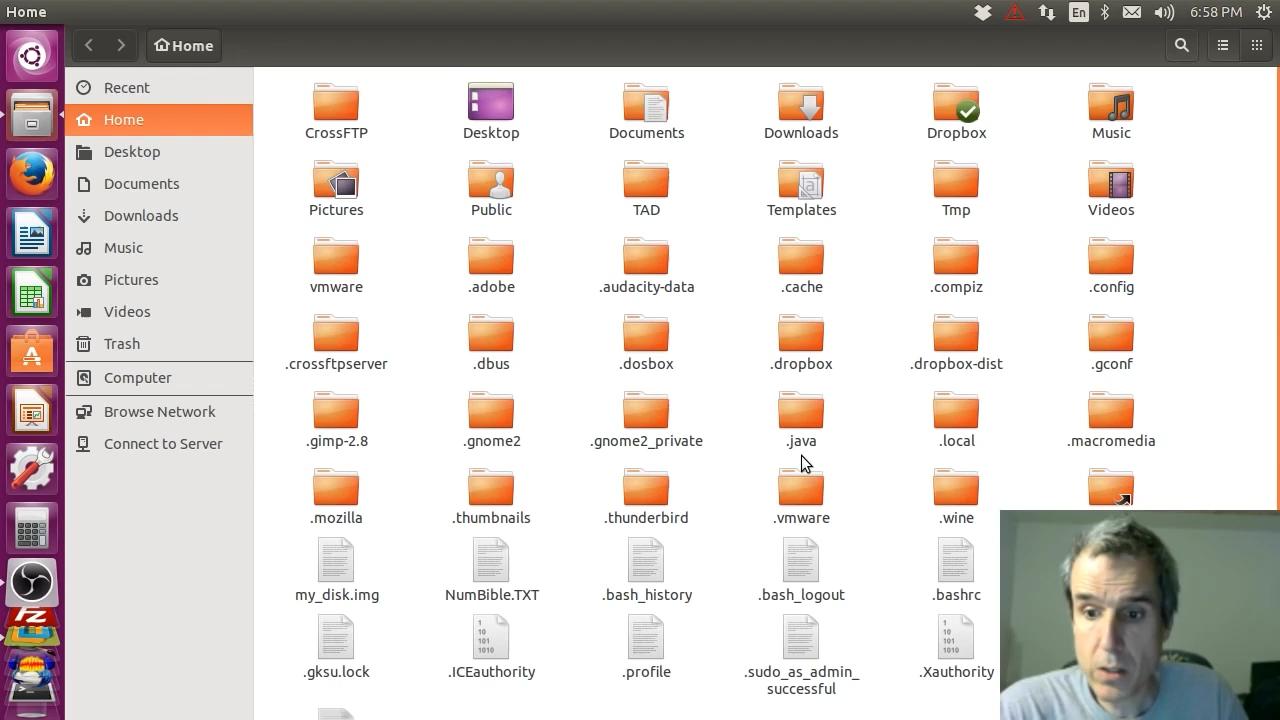 Home
En
6:58 PM
Home
Recent
Home
Desktop
Documents
Downloads
Music
Pictures
Videos
Trash
Computer
Browse Network
Connect to Server
CrossFTP Desktop Documents Downloads Dropbox Music
Pictures Public TAD Templates Tmp Videos
vmware .adobe .audacity-data .cache .compiz .config
.crossftpserver .dbus .dosbox .dropbox .dropbox-dist .gconf
.gimp-2.8 .gnome2 .gnome2_private .java .local .macromedia
.mozilla .thumbnails .thunderbird .vmware .wine
my_disk.img NumBible.TXT .bash_history .bash_logout .bashrc
.gksu.lock .ICEauthority .profile .sudo_as_admin_ .Xauthority
successful